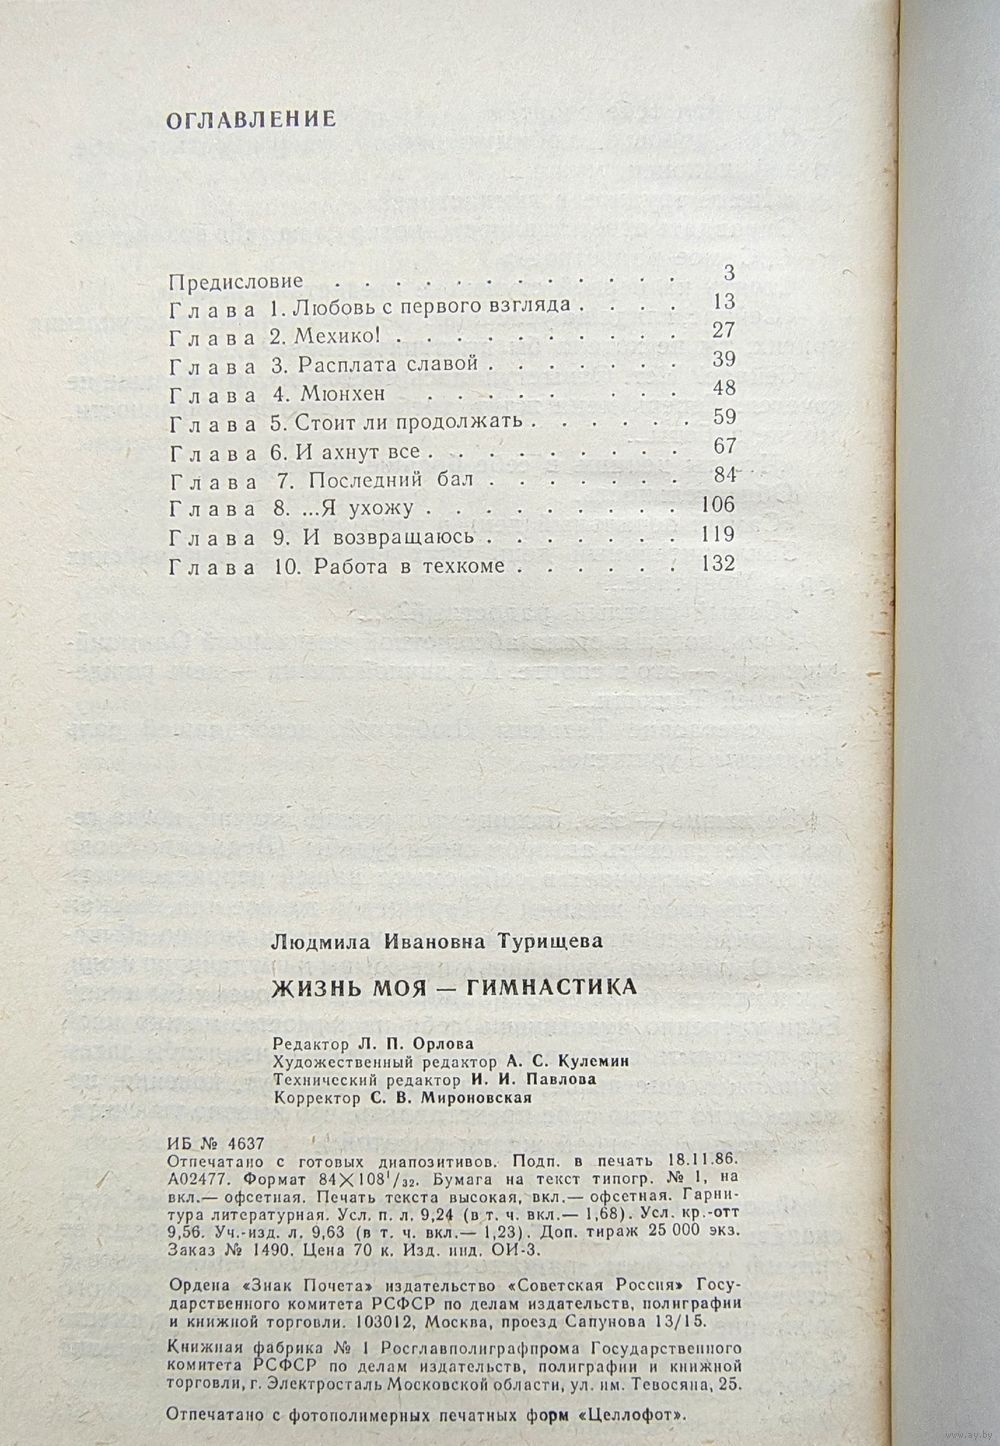 ОГЛАВЛЕНИЕ
Предисловие . . . . . . . . . . . . . 3
Глава 1. Любовь с первого взгляда . . . . 13
Глава 2. Мехико! . . . . . . . . . . 27
Глава 3. Расплата славой . . . . . . . 39
Глава 4. Мюнхен . . . . . . . . 48
Глава 5. Стоит ли продолжать . . . . . . 59
Глава 6. И ахнут все . . . . . . . . . 67
Глава 7. Последний бал . . . . . . . 84
Глава 8. ...Я ухожу . . . . . . . . . 106
Глава 9. И возвращаюсь . . . . . . . 119
Глава 10. Работа в техкоме . . . . . . 132
Людмила Ивановна Турищева
ЖИЗНЬ МОЯ — ГИМНАСТИКА
Редактор Л. П. Орлова
Художественный редактор А. С. Кулемин
Технический редактор И. И. Павлова
Корректор С. В. Мироновская
ИБ № 4637
Отпечатано с готовых диапозитивов. Подп. в печать 18.11.86.
А02477. Формат 84×108¹/₃₂. Бумага на текст типогр. № 1, на
вкл.— офсетная. Печать текста высокая, вкл.— офсетная. Гарни-
тура литературная. Усл. п. л. 9,24 (в т. ч. вкл.— 1,68). Усл. кр.-отт
9,56. Уч.-изд. л. 9,63 (в т. ч. вкл.— 1,23). Доп. тираж 25 000 экз.
Заказ № 1490. Цена 70 к. Изд. инд. ОИ-3.
Ордена «Знак Почета» издательство «Советская Россия» Госу-
дарственного комитета РСФСР по делам издательств, полиграфии
и книжной торговли. 103012, Москва, проезд Сапунова 13/15.
Книжная фабрика № 1 Росглавполиграфпрома Государственного
комитета РСФСР по делам издательств, полиграфии и книжной
торговли, г. Электросталь Московской области, ул. им. Тевосяна, 25.
Отпечатано с фотополимерных печатных форм «Целлофот».
www.ay.by